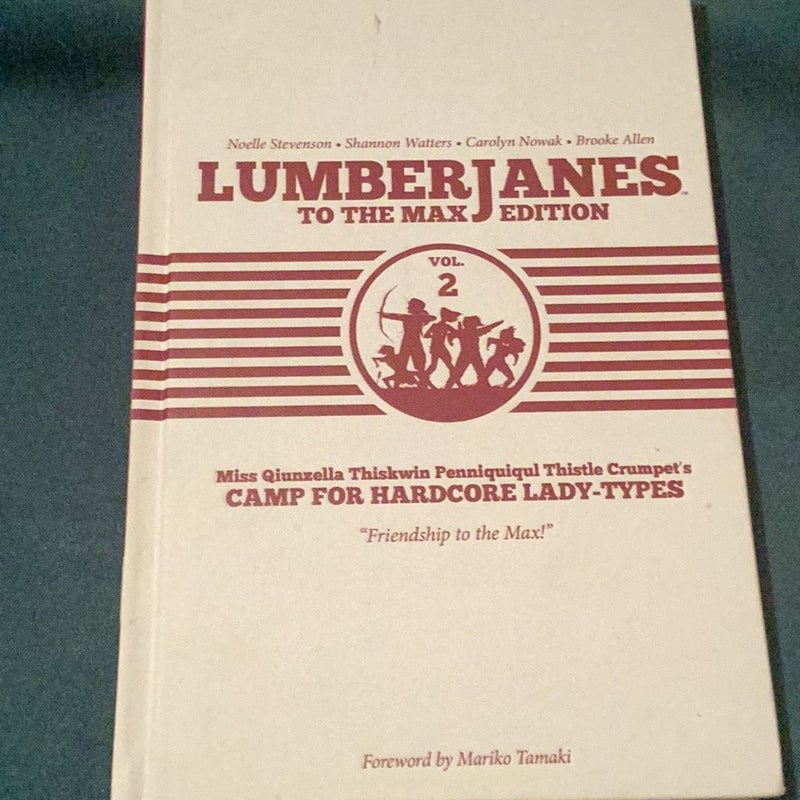 Noelle Stevenson • Shannon Watters • Carolyn Nowak • Brooke Allen
LUMBERJANES™
TO THE MAX EDITION
VOL.
2
Miss Qiunzella Thiskwin Penniquiqul Thistle Crumpet's
CAMP FOR HARDCORE LADY-TYPES
“Friendship to the Max!”
Foreword by Mariko Tamaki